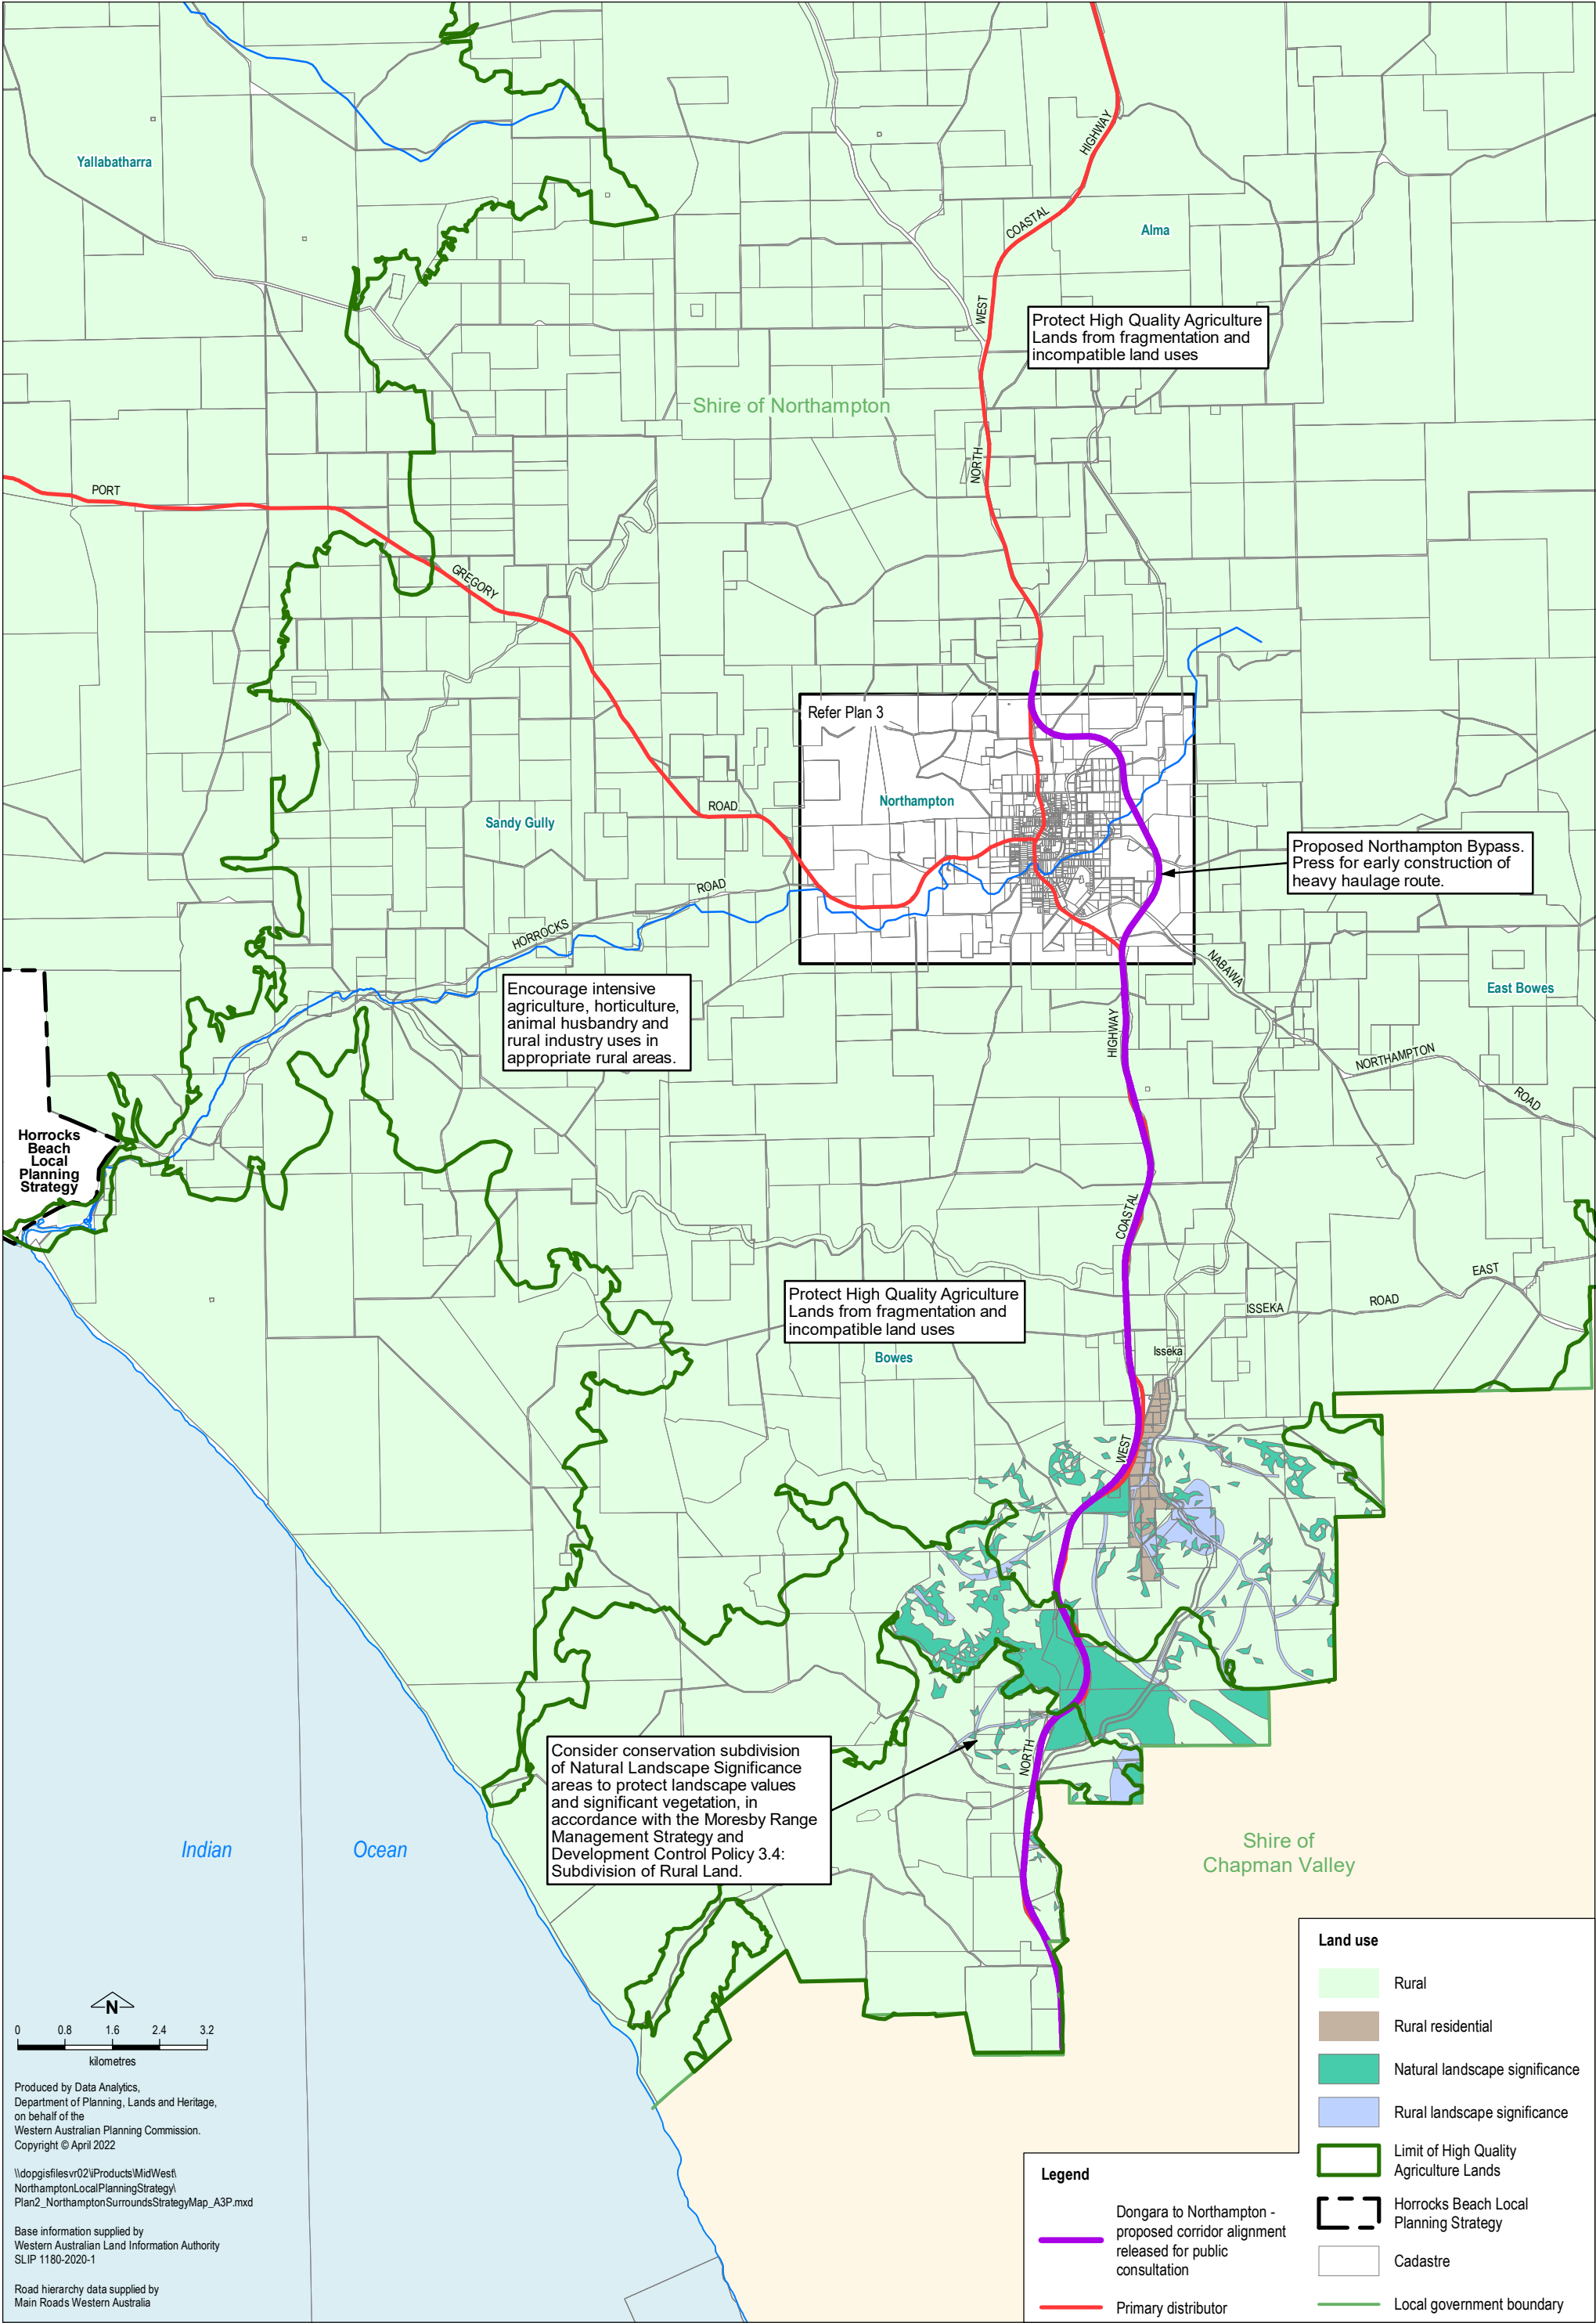 HIGHWAY
Yallabatharra
COASTAL
Alma
WEST
Protect High Quality Agriculture
Lands from fragmentation and
incompatible land uses
Shire of Northampton
NORTH
PORT
GREGORY
Refer Plan 3
Northampton
ROAD
Sandy Gully
Proposed Northampton Bypass.
Press for early construction of
heavy haulage route.
ROAD
HORROCKS
NABAWA
East Bowes
Encourage intensive
agriculture, horticulture,
animal husbandry and
rural industry uses in
appropriate rural areas.
HIGHWAY
NORTHAMPTON
ROAD
Horrocks
Beach
Local
Planning
Strategy
COASTAL
EAST
ROAD
ISSEKA
Protect High Quality Agriculture
Lands from fragmentation and
incompatible land uses
Isseka
Bowes
WEST
NORTH
Consider conservation subdivision
of Natural Landscape Significance
areas to protect landscape values
and significant vegetation, in
accordance with the Moresby Range
Management Strategy and
Development Control Policy 3.4:
Subdivision of Rural Land.
Indian Ocean
Shire of
Chapman Valley
N
0 0.8 1.6 2.4 3.2
kilometres
Produced by Data Analytics,
Department of Planning, Lands and Heritage,
on behalf of the
Western Australian Planning Commission.
Copyright © April 2022
\\dopgisfilesvr02\iProducts\MidWest\
NorthamptonLocalPlanningStrategy\
Plan2_NorthamptonSurroundsStrategyMap_A3P.mxd
Base information supplied by
Western Australian Land Information Authority
SLIP 1180-2020-1
Road hierarchy data supplied by
Main Roads Western Australia
Legend
Dongara to Northampton -
proposed corridor alignment
released for public
consultation
Primary distributor
Land use
Rural
Rural residential
Natural landscape significance
Rural landscape significance
Limit of High Quality
Agriculture Lands
Horrocks Beach Local
Planning Strategy
Cadastre
Local government boundary